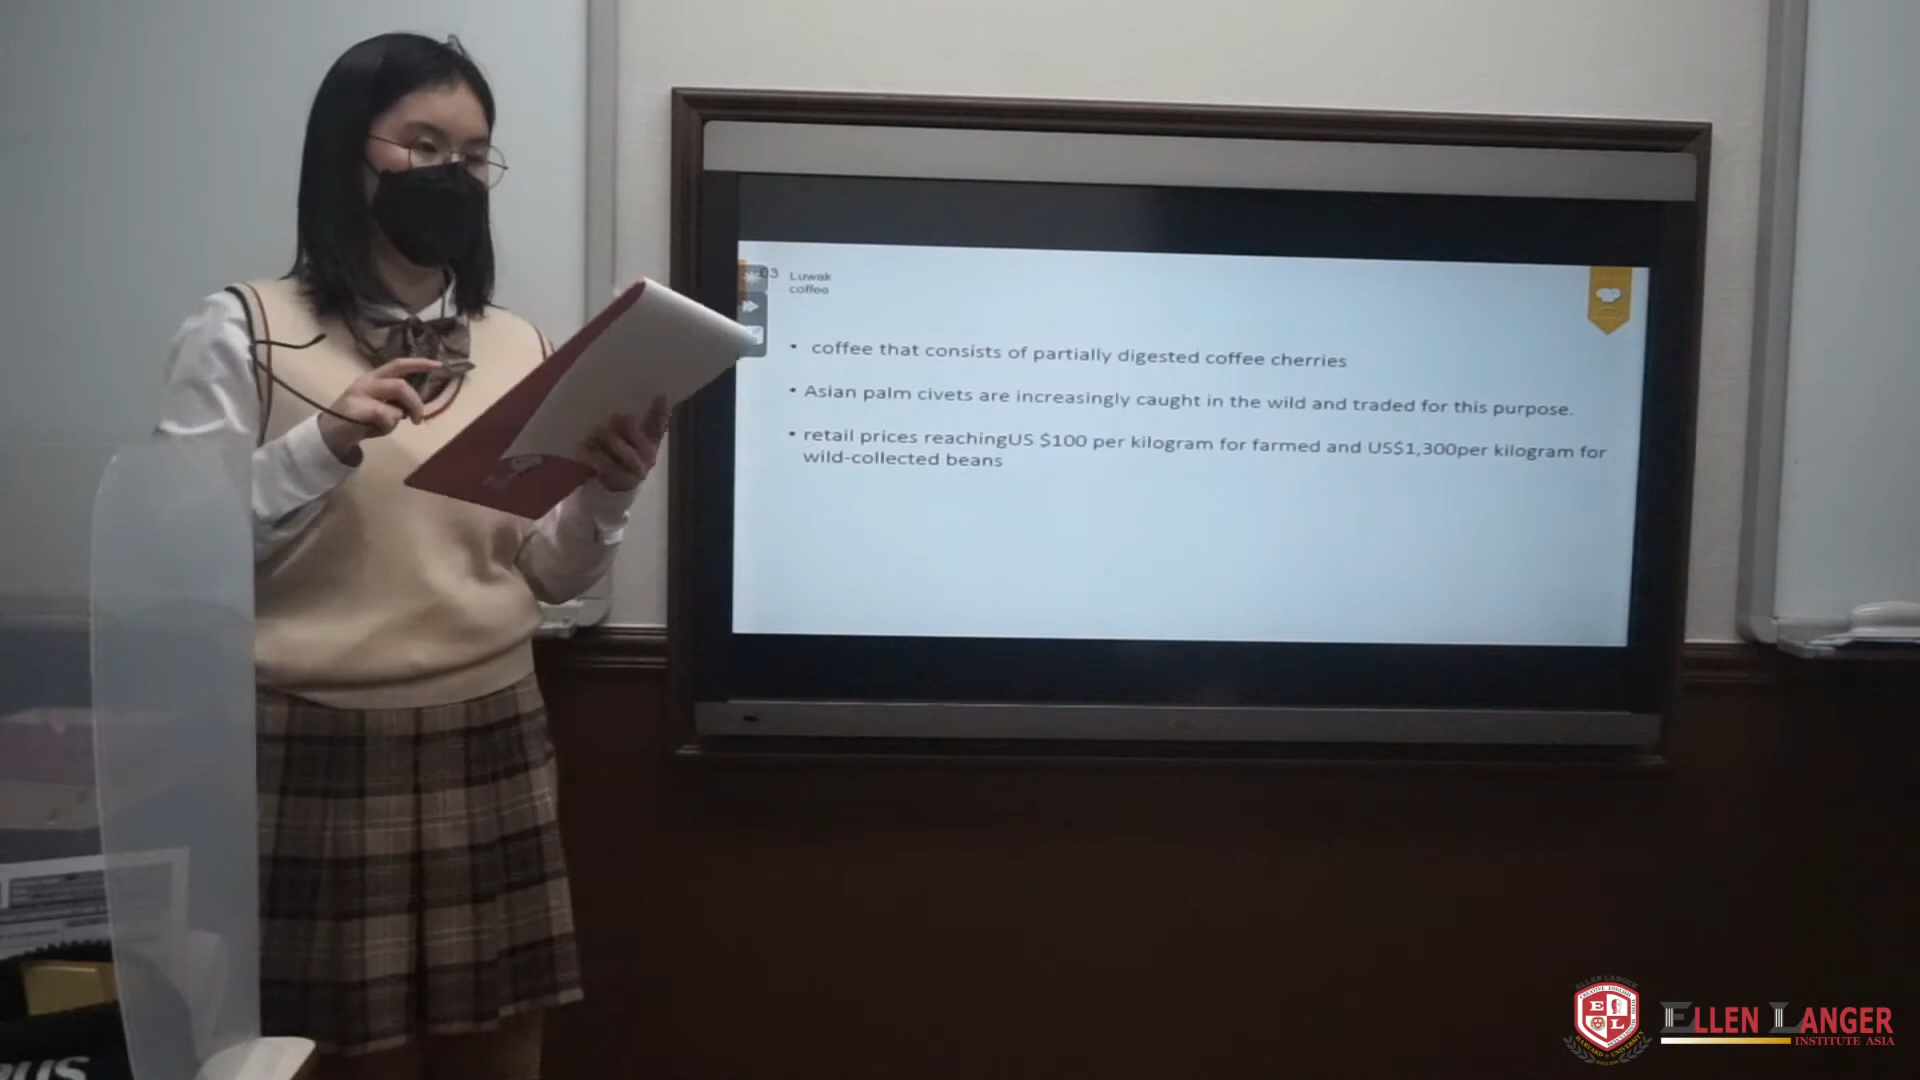 03 Luwak
coffee
• coffee that consists of partially digested coffee cherries
• Asian palm civets are increasingly caught in the wild and traded for this purpose.
• retail prices reachingUS $100 per kilogram for farmed and US$1,300per kilogram for
wild-collected beans
ELLEN LANGER
INSTITUTE ASIA
E
L